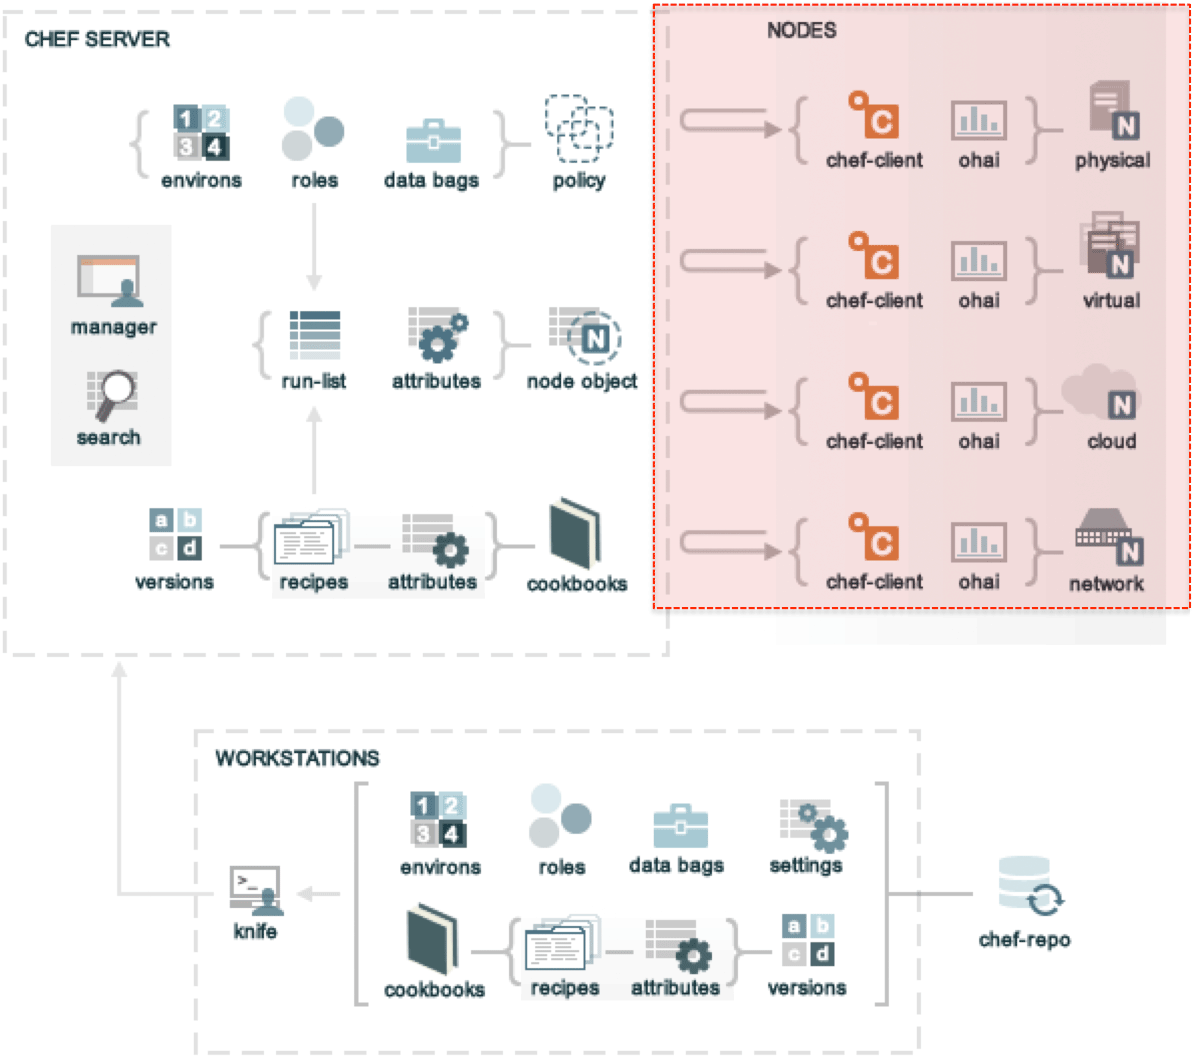 CHEF SERVER
1 2
3 4
environs
roles
data bags
policy
manager
search
run-list
attributes
N
node object
a b
c d
versions
recipes
attributes
cookbooks
NODES
C
chef-client
ohai
N
physical
C
chef-client
ohai
N
virtual
C
chef-client
ohai
N
cloud
C
chef-client
ohai
N
network
WORKSTATIONS
1 2
3 4
environs
roles
data bags
settings
>_
knife
cookbooks
recipes
attributes
a b
c d
versions
chef-repo